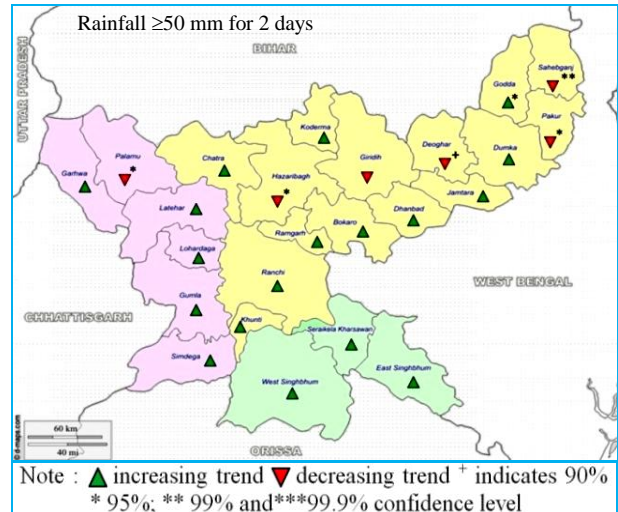 Rainfall ≥50 mm for 2 days
BIHAR
UTTAR PRADESH
Sahebganj
**
Godda
*
Pakur
*
Koderma
Deoghar
+
Dumka
Palamu
*
Chatra
Giridih
Garhwa
Hazaribagh
*
Jamtara
Latehar
Dhanbad
Bokaro
Ramgarh
Lohardaga
Ranchi
WEST BENGAL
Gumla
CHHATTISGARH
Khunti
Seraikela Kharsawan
Simdega
East Singhbhum
West Singhbhum
60 km
40 mi
© d-maps.com
ORISSA
Note : ▲ increasing trend ▼ decreasing trend ⁺ indicates 90%
* 95%; ** 99% and***99.9% confidence level